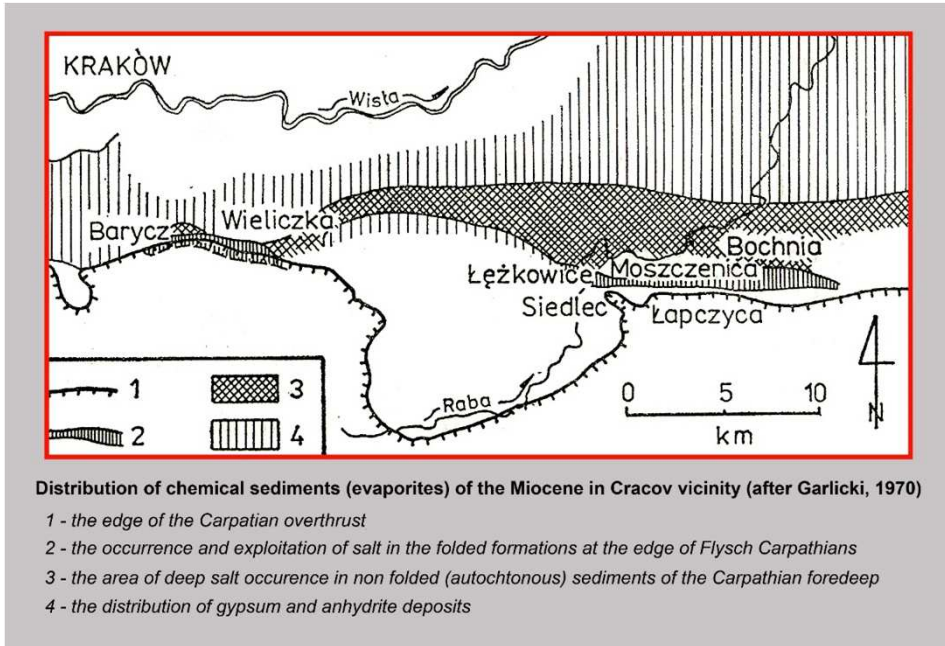 KRAKÒW
Wista
Barycz
Wieliczka
Bochnia
Łężkowice
Moszczenica
Siedlec
Łapczyca
Raba
1
3
2
4
0 5 10
km
N
Distribution of chemical sediments (evaporites) of the Miocene in Cracov vicinity (after Garlicki, 1970)
1 - the edge of the Carpatian overthrust
2 - the occurrence and exploitation of salt in the folded formations at the edge of Flysch Carpathians
3 - the area of deep salt occurence in non folded (autochtonous) sediments of the Carpathian foredeep
4 - the distribution of gypsum and anhydrite deposits